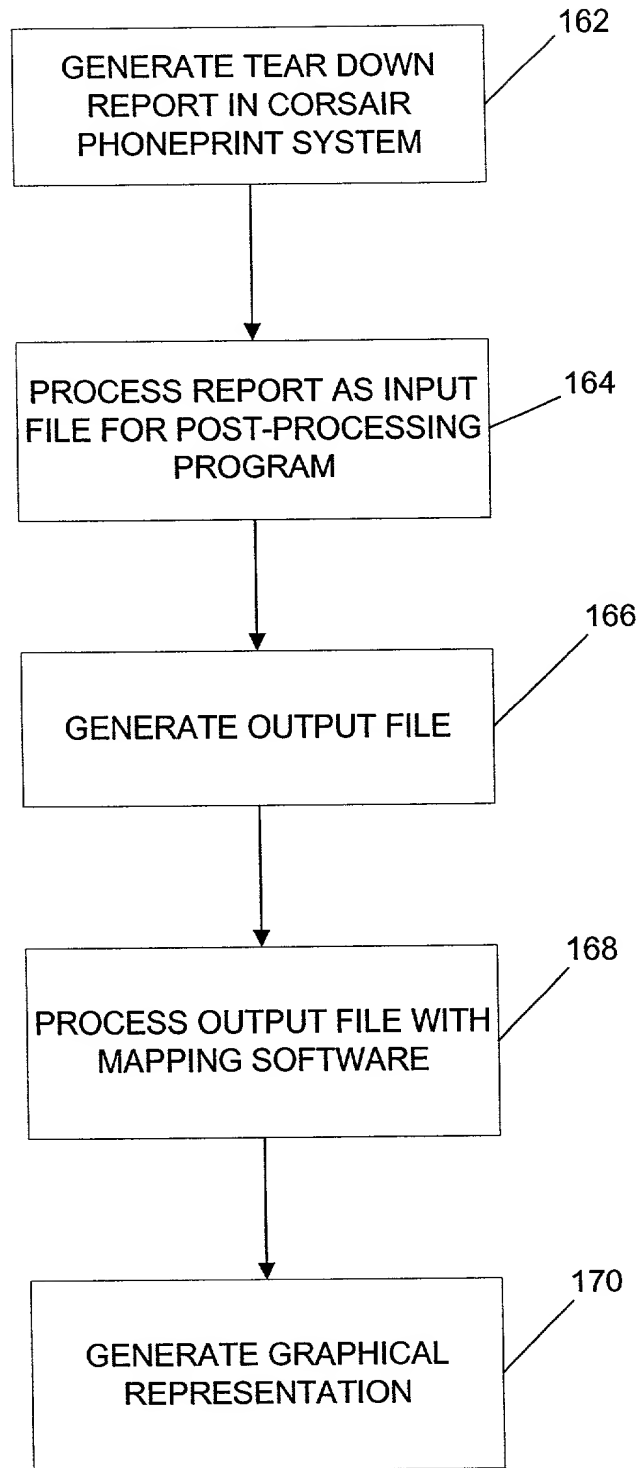 162
GENERATE TEAR DOWN
REPORT IN CORSAIR
PHONEPRINT SYSTEM
164
PROCESS REPORT AS INPUT
FILE FOR POST-PROCESSING
PROGRAM
166
GENERATE OUTPUT FILE
168
PROCESS OUTPUT FILE WITH
MAPPING SOFTWARE
170
GENERATE GRAPHICAL
REPRESENTATION